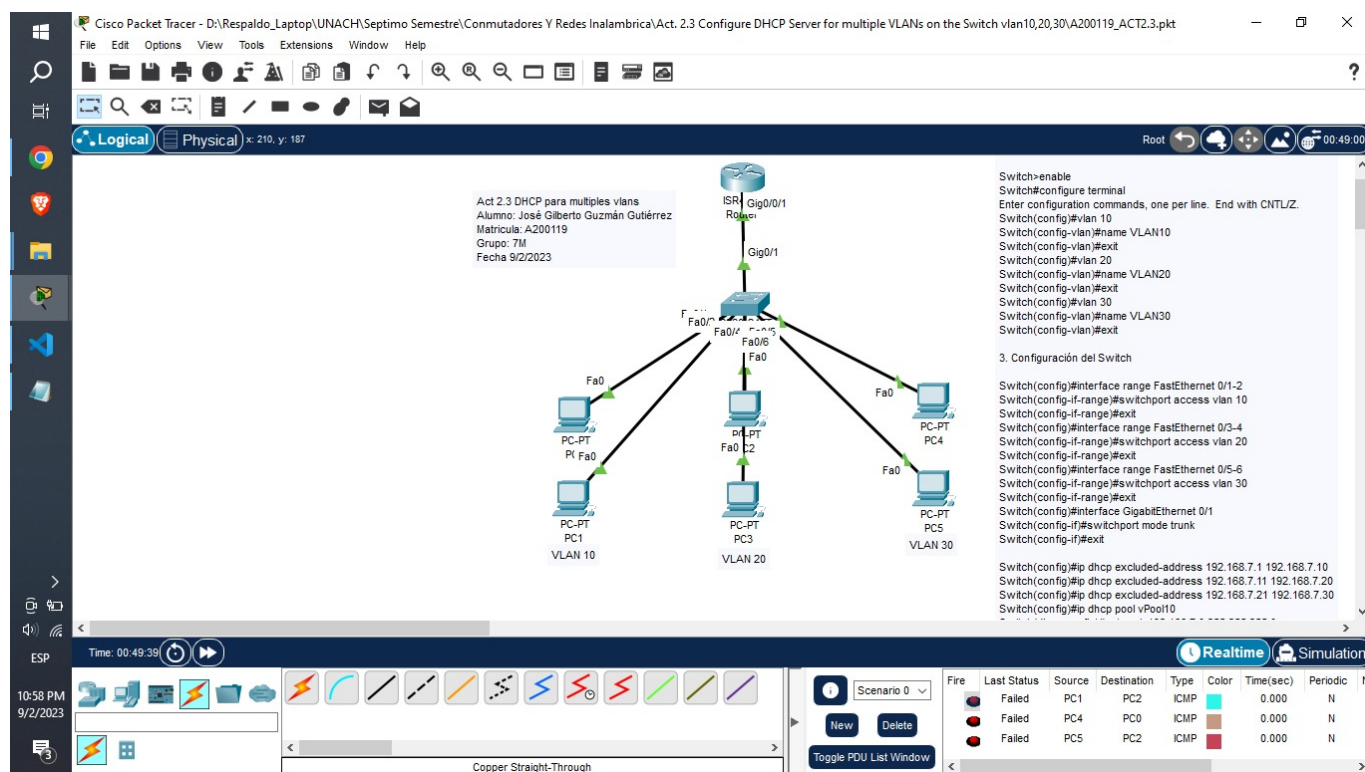 Cisco Packet Tracer - D:\Respaldo_Laptop\UNACH\Septimo Semestre\Conmutadores Y Redes Inalambrica\Act. 2.3 Configure DHCP Server for multiple VLANs on the Switch vlan10,20,30\A200119_ACT2.3.pkt
File Edit Options View Tools Extensions Window Help
Logical Physical x: 210, y: 187
Root 00:49:00
Act 2.3 DHCP para multiples vlans
Alumno: José Gilberto Guzmán Gutiérrez
Matricula: A200119
Grupo: 7M
Fecha 9/2/2023
Gig0/0/1
Router
Gig0/1
Fa0/4
Fa0/6
Fa0
Fa0
PC-PT
Fa0
PC-PT
PC1
VLAN 10
Fa0
PC-PT
PC3
VLAN 20
Fa0
PC-PT
PC4
Fa0
PC-PT
PC5
VLAN 30
Switch>enable
Switch#configure terminal
Enter configuration commands, one per line. End with CNTL/Z.
Switch(config)#vlan 10
Switch(config-vlan)#name VLAN10
Switch(config-vlan)#exit
Switch(config)#vlan 20
Switch(config-vlan)#name VLAN20
Switch(config-vlan)#exit
Switch(config)#vlan 30
Switch(config-vlan)#name VLAN30
Switch(config-vlan)#exit
3. Configuración del Switch
Switch(config)#interface range FastEthernet 0/1-2
Switch(config-if-range)#switchport access vlan 10
Switch(config-if-range)#exit
Switch(config)#interface range FastEthernet 0/3-4
Switch(config-if-range)#switchport access vlan 20
Switch(config-if-range)#exit
Switch(config)#interface range FastEthernet 0/5-6
Switch(config-if-range)#switchport access vlan 30
Switch(config-if-range)#exit
Switch(config)#interface GigabitEthernet 0/1
Switch(config-if)#switchport mode trunk
Switch(config-if)#exit
Switch(config)#ip dhcp excluded-address 192.168.7.1 192.168.7.10
Switch(config)#ip dhcp excluded-address 192.168.7.11 192.168.7.20
Switch(config)#ip dhcp excluded-address 192.168.7.21 192.168.7.30
Switch(config)#ip dhcp pool vPool10
Time: 00:49:39
Realtime Simulation
Scenario 0
New Delete
Toggle PDU List Window
Fire Last Status Source Destination Type Color Time(sec) Periodic
Failed PC1 PC2 ICMP 0.000 N
Failed PC4 PC0 ICMP 0.000 N
Failed PC5 PC2 ICMP 0.000 N
Copper Straight-Through
ESP
10:58 PM
9/2/2023
3